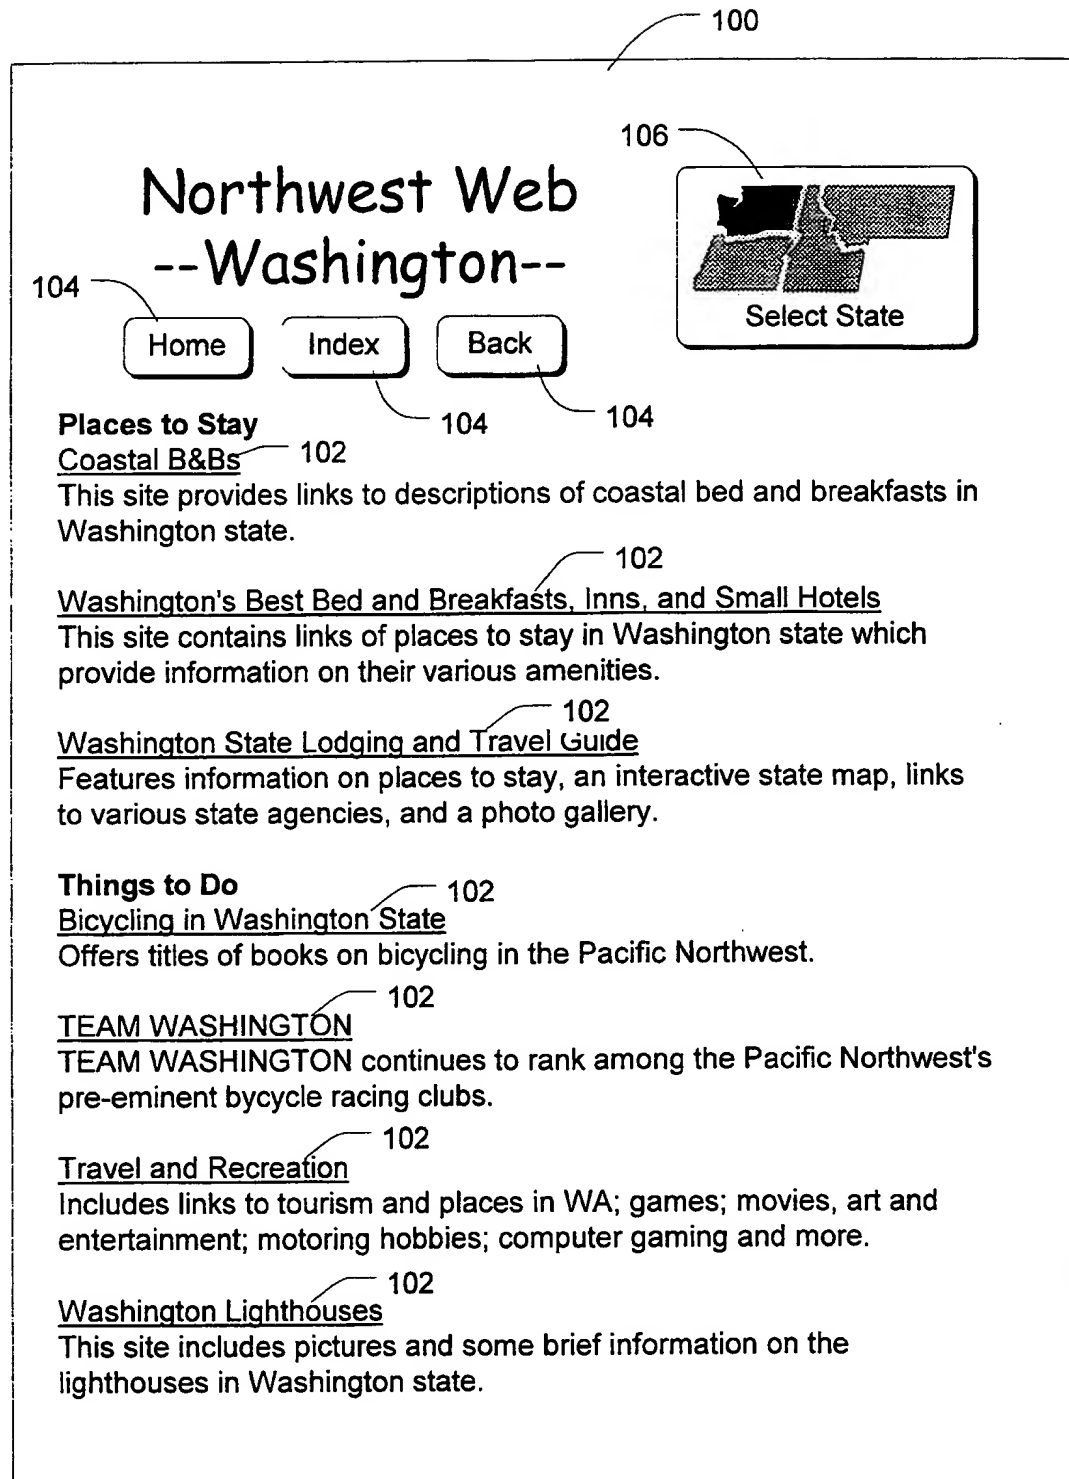 100
106
Northwest Web
--Washington--
104
Select State
Home Index Back
104 104
Places to Stay
Coastal B&Bs 102
This site provides links to descriptions of coastal bed and breakfasts in
Washington state.
102
Washington's Best Bed and Breakfasts, Inns, and Small Hotels
This site contains links of places to stay in Washington state which
provide information on their various amenities.
102
Washington State Lodging and Travel Guide
Features information on places to stay, an interactive state map, links
to various state agencies, and a photo gallery.
Things to Do
102
Bicycling in Washington State
Offers titles of books on bicycling in the Pacific Northwest.
102
TEAM WASHINGTON
TEAM WASHINGTON continues to rank among the Pacific Northwest's
pre-eminent bycycle racing clubs.
102
Travel and Recreation
Includes links to tourism and places in WA; games; movies, art and
entertainment; motoring hobbies; computer gaming and more.
102
Washington Lighthouses
This site includes pictures and some brief information on the
lighthouses in Washington state.